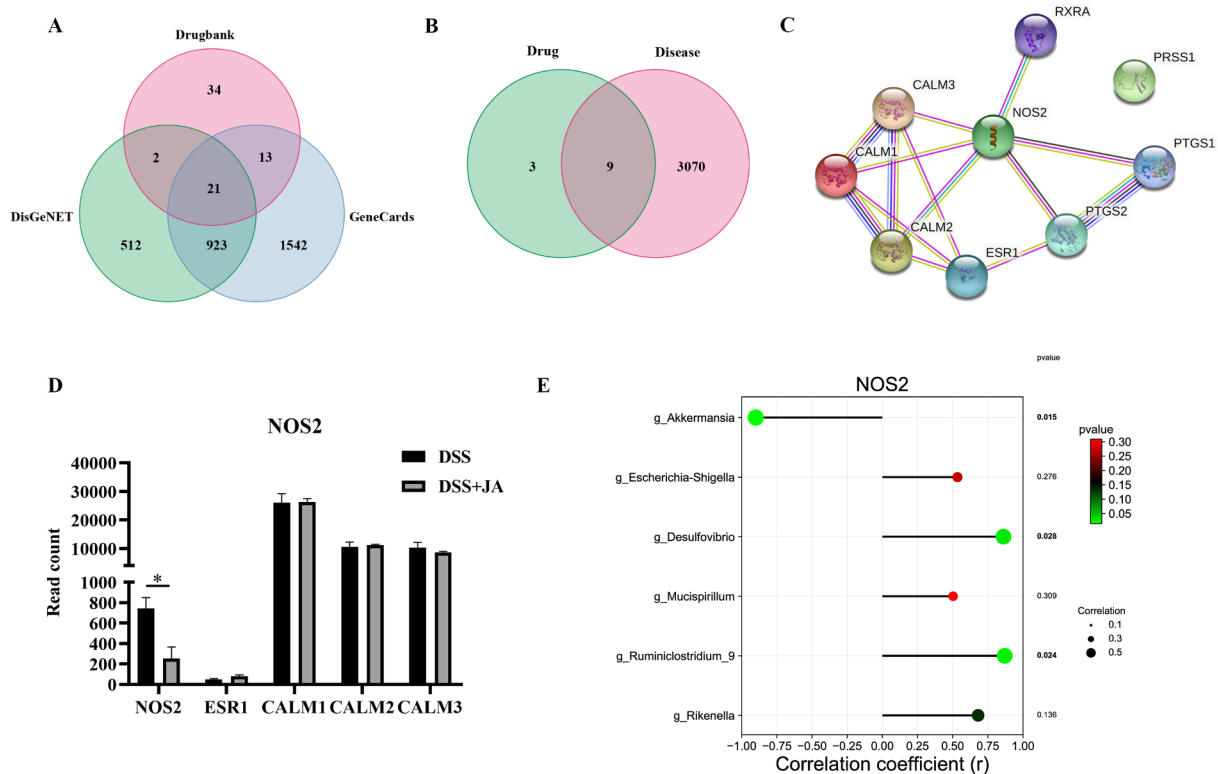 A
Drugbank
34
2
13
21
DisGeNET
GeneCards
512
923
1542
B
Drug
Disease
3
9
3070
C
RXRA
PRSS1
CALM3
NOS2
CALM1
PTGS1
PTGS2
CALM2
ESR1
D
NOS2
DSS
DSS+JA
Read count
40000
30000
20000
10000
1000
800
600
400
200
0
*
NOS2
ESR1
CALM1
CALM2
CALM3
E
NOS2
pvalue
g_Akkermansia
0.015
g_Escherichia-Shigella
0.276
g_Desulfovibrio
0.028
g_Mucispirillum
0.309
g_Ruminiclostridium_9
0.024
g_Rikenella
0.136
−1.00 −0.75 −0.50 −0.25 0.00 0.25 0.50 0.75 1.00
Correlation coefficient (r)
pvalue
0.30
0.25
0.20
0.15
0.10
0.05
Correlation
0.1
0.3
0.5